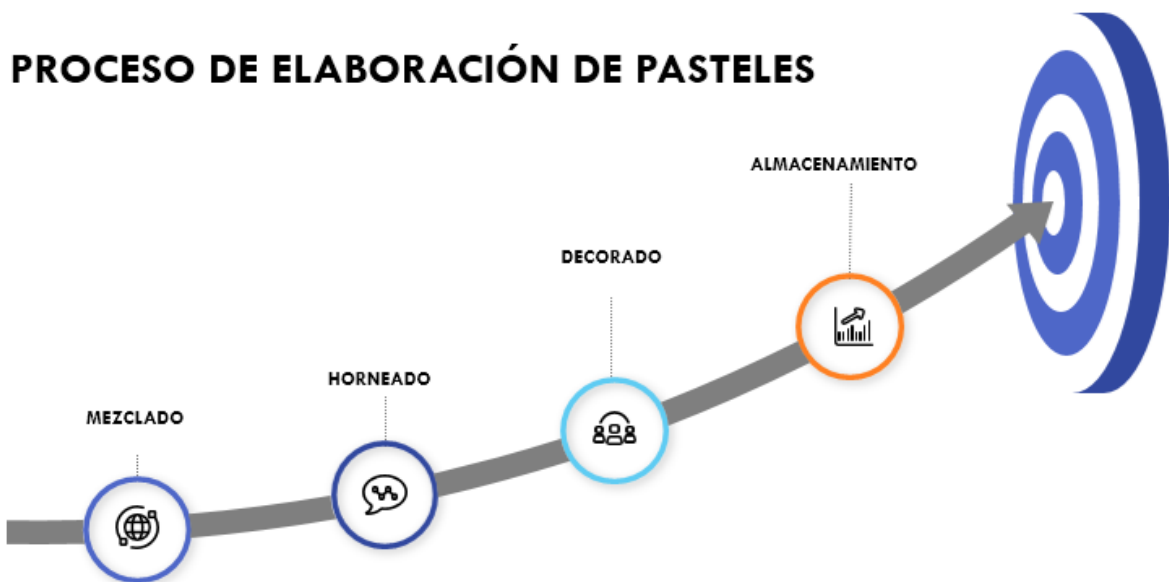 PROCESO DE ELABORACIÓN DE PASTELES
MEZCLADO
HORNEADO
DECORADO
ALMACENAMIENTO